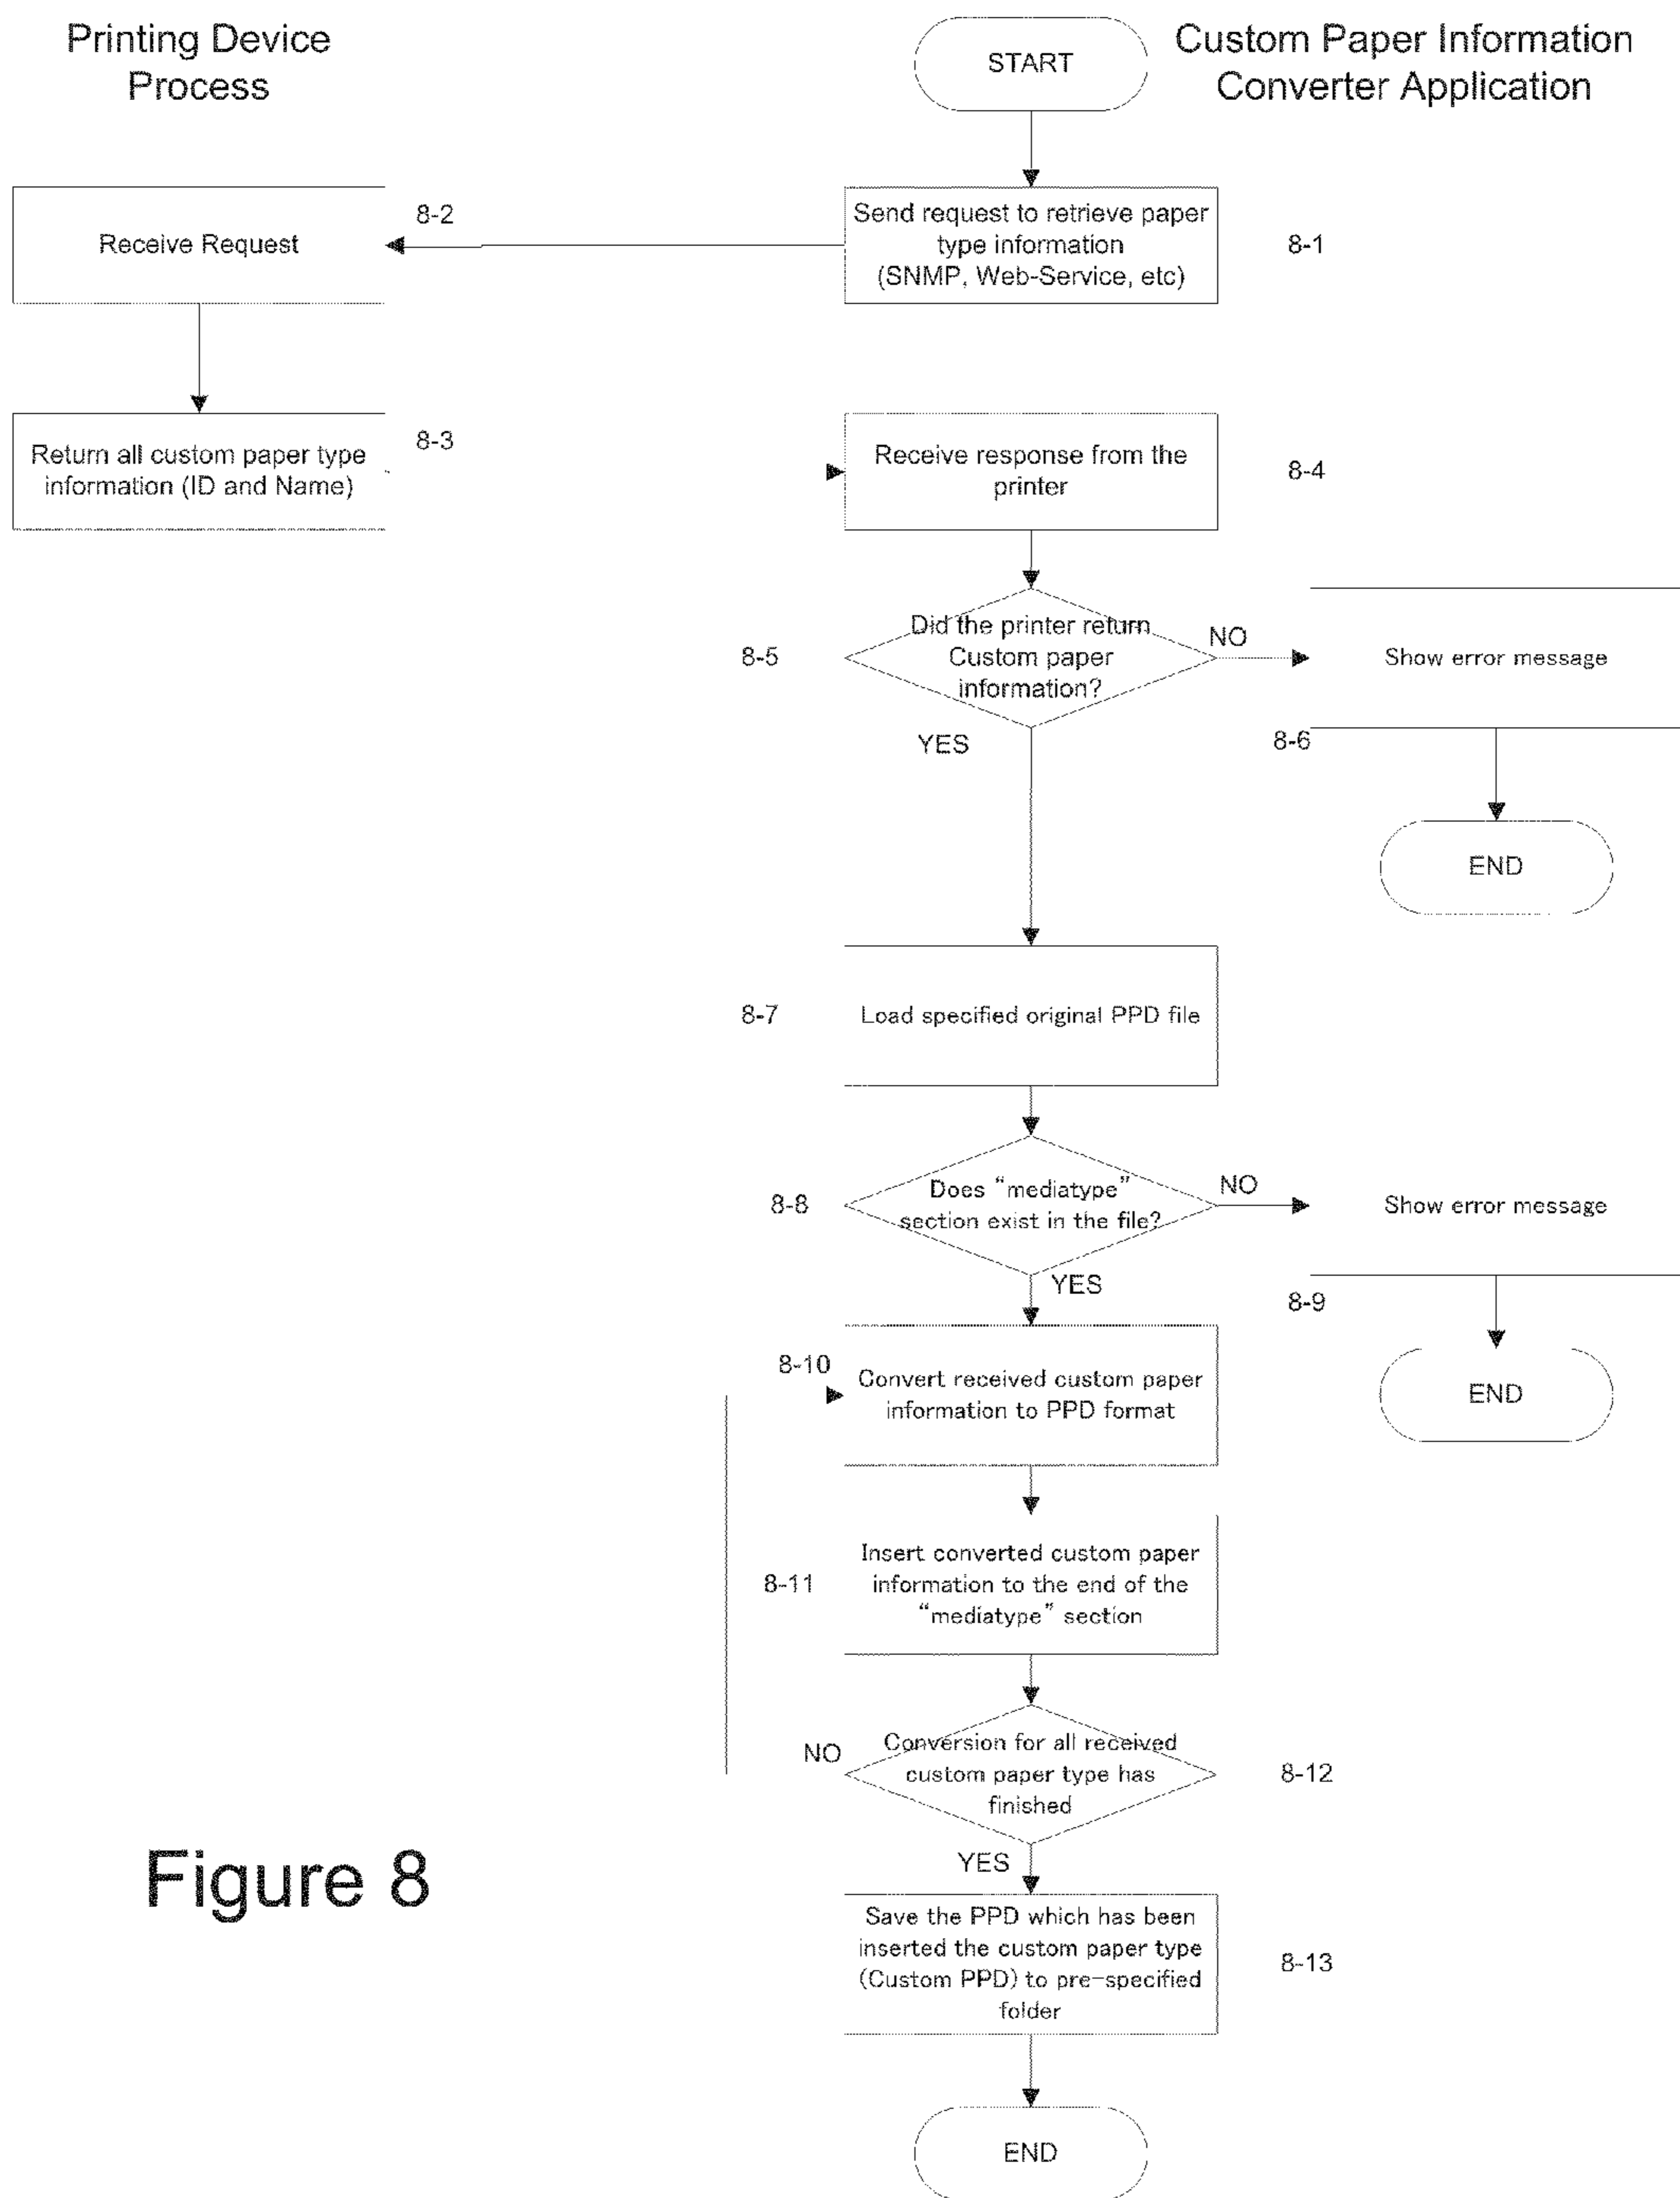 Printing Device
Process
START
Custom Paper Information
Converter Application
8-2
Receive Request
Send request to retrieve paper
type information
(SNMP, Web-Service, etc)
8-1
8-3
Return all custom paper type
information (ID and Name)
Receive response from the
printer
8-4
8-5
Did the printer return
Custom paper
information?
NO
Show error message
YES
8-6
END
8-7
Load specified original PPD file
8-8
Does “mediatype”
section exist in the file?
NO
Show error message
YES
8-9
END
8-10
Convert received custom paper
information to PPD format
8-11
Insert converted custom paper
information to the end of the
“mediatype” section
NO
Conversion for all received
custom paper type has
finished
8-12
YES
Save the PPD which has been
inserted the custom paper type
(Custom PPD) to pre-specified
folder
8-13
END
Figure 8